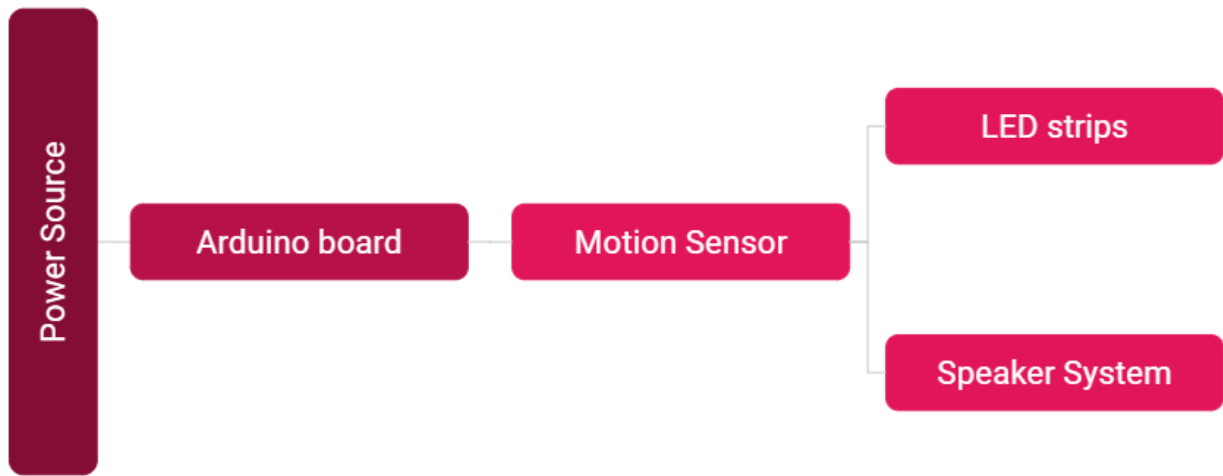 Power Source
Arduino board
Motion Sensor
LED strips
Speaker System